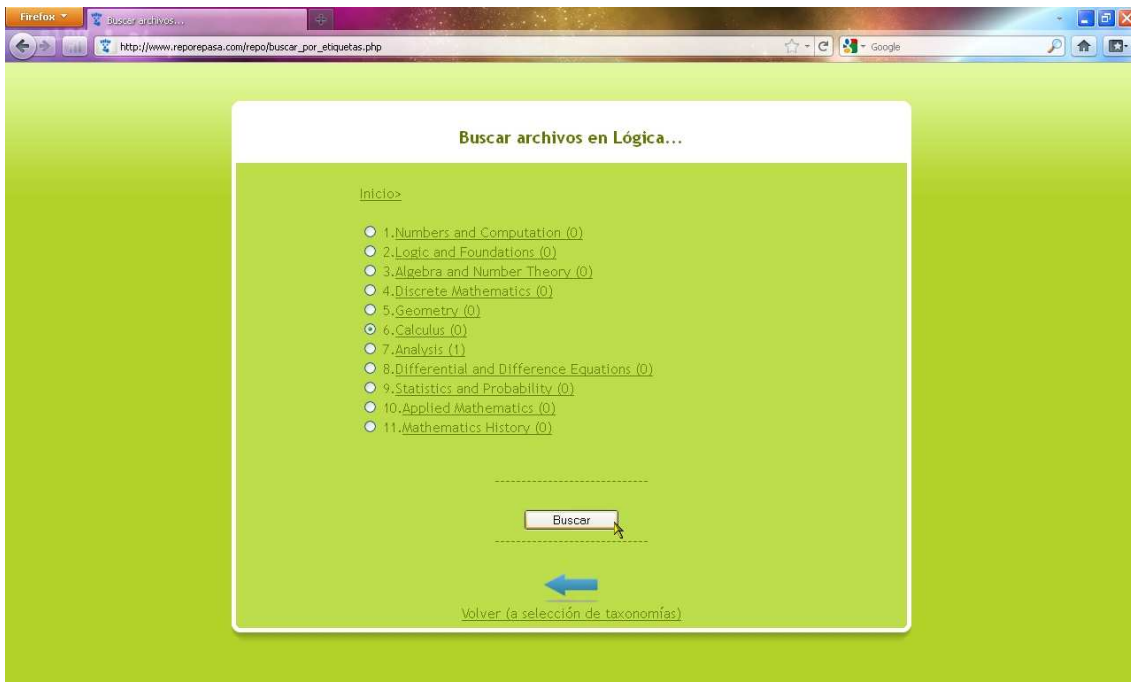 Firefox
Buscar archivos...
http://www.reporepasa.com/repo/buscar_por_etiquetas.php
Google
Buscar archivos en Lógica...
Inicio>
1.Numbers and Computation (0)
2.Logic and Foundations (0)
3.Algebra and Number Theory (0)
4.Discrete Mathematics (0)
5.Geometry (0)
6.Calculus (0)
7.Analysis (1)
8.Differential and Difference Equations (0)
9.Statistics and Probability (0)
10.Applied Mathematics (0)
11.Mathematics History (0)
----------------------------
Buscar
----------------------------
Volver (a selección de taxonomías)